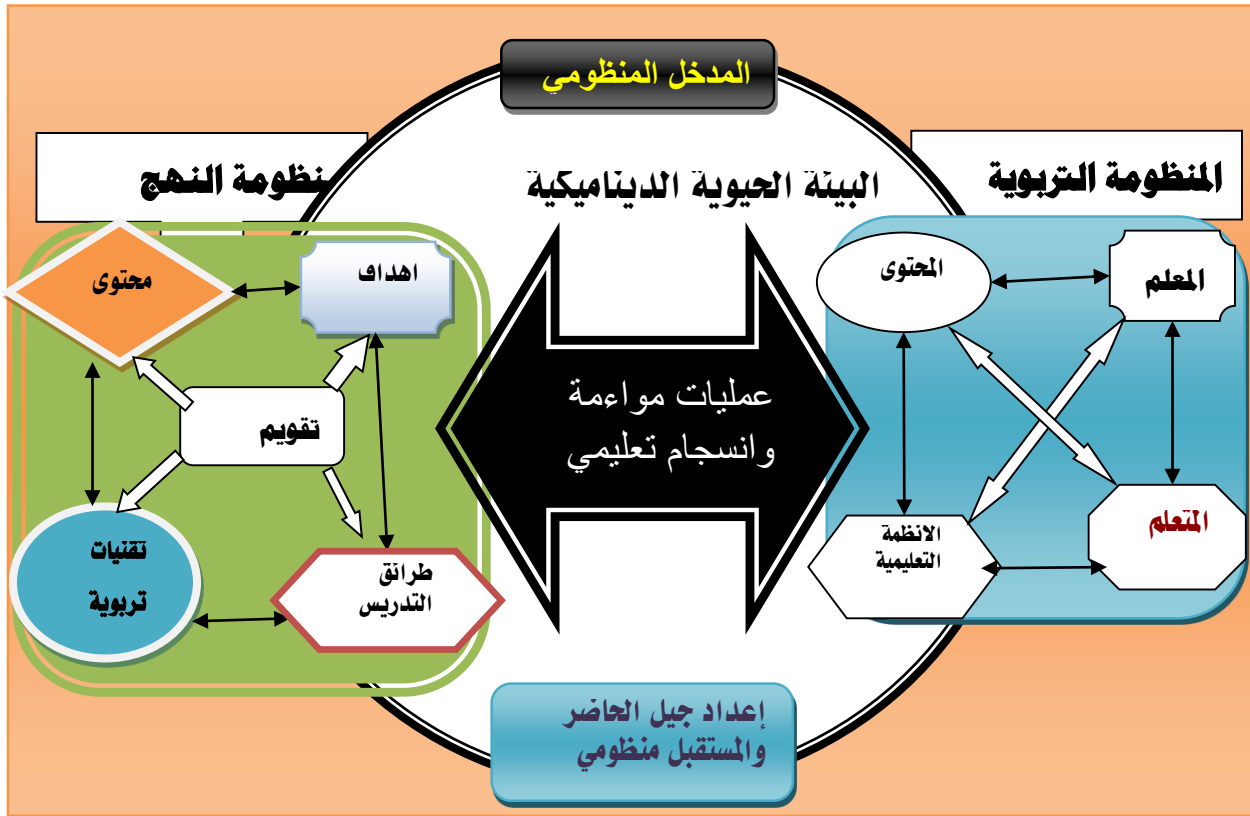 المدخل المنظومي
المنظومة التربوية
البيئة الحيوية الديناميكية
نظومة النهج
المعلم
المحتوى
اهداف
محتوى
عمليات مواءمة
وانسجام تعليمي
تقويم
المتعلم
الانظمة
التعليمية
طرائق
التدريس
تقنيات
تربوية
إعداد جيل الحاضر
والمستقبل منظومي